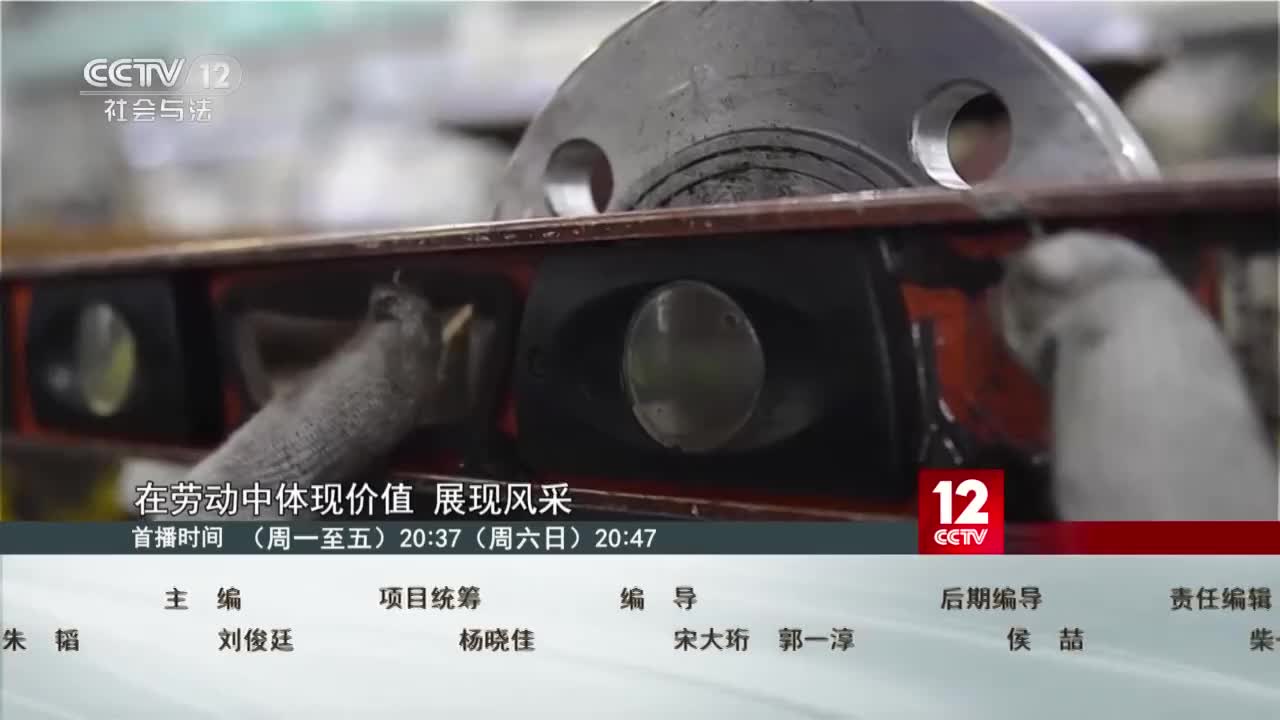 CCTV 12
社会与法
在劳动中体现价值 展现风采
首播时间 （周一至五）20:37（周六日）20:47
12
CCTV
主 编 项目统筹 编 导 后期编导 责任编辑
朱 韬 刘俊廷 杨晓佳 宋大珩 郭一淳 侯 喆 柴